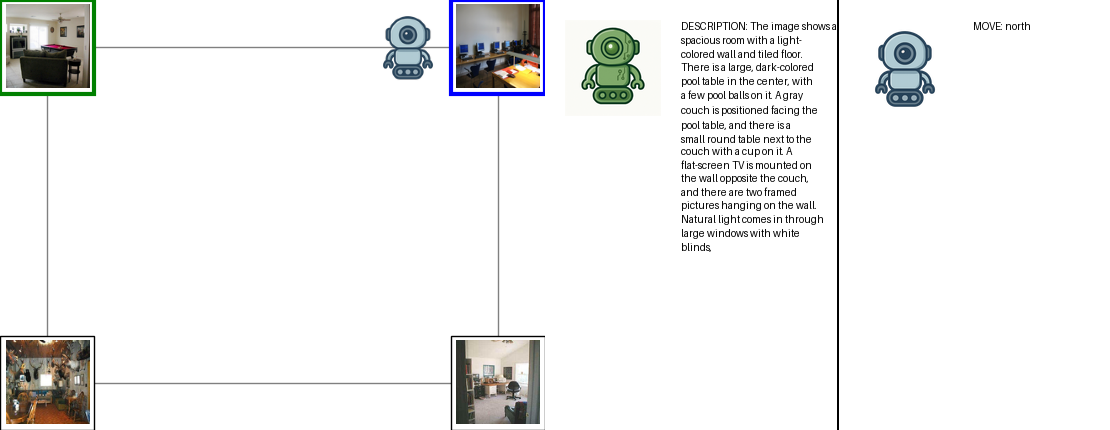 DESCRIPTION: The image shows a
spacious room with a light-
colored wall and tiled floor.
There is a large, dark-colored
pool table in the center, with
a few pool balls on it. A gray
couch is positioned facing the
pool table, and there is a
small round table next to the
couch with a cup on it. A
flat-screen TV is mounted on
the wall opposite the couch,
and there are two framed
pictures hanging on the wall.
Natural light comes in through
large windows with white
blinds,
MOVE: north